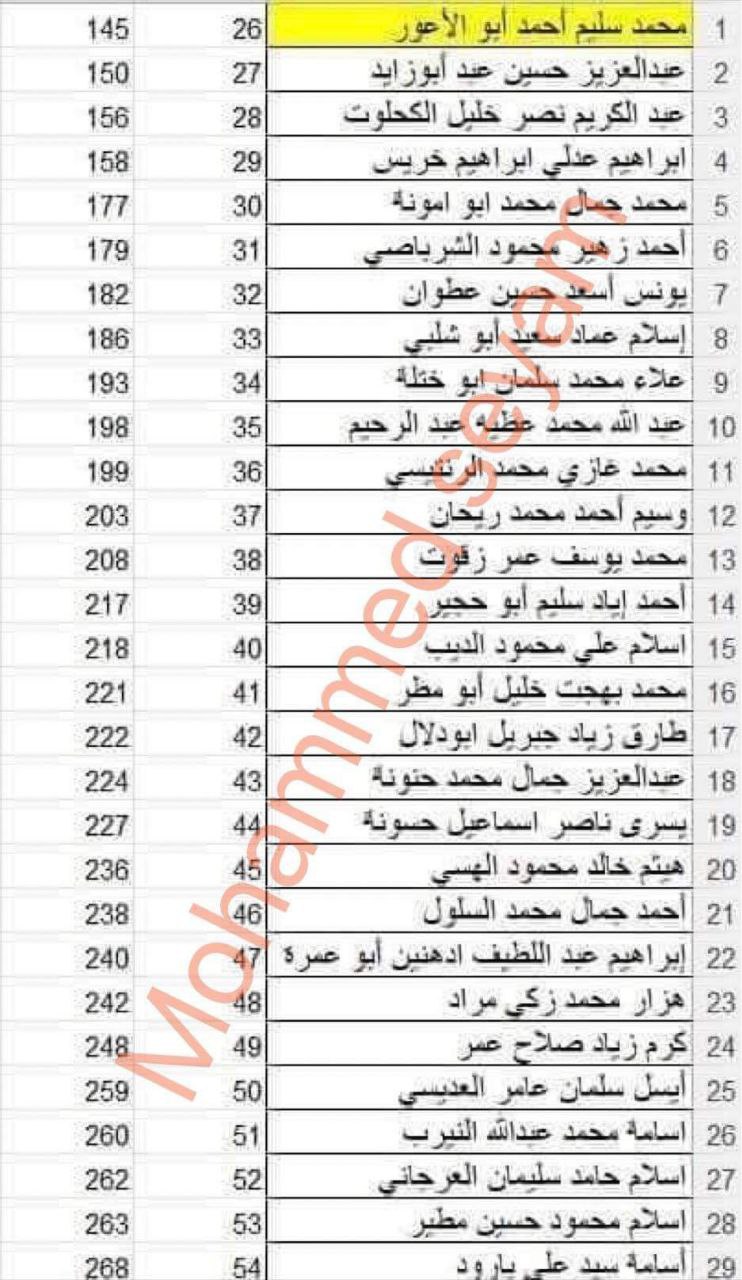 1 محمد سليم أحمد أبو الأعور 26 145
2 عبدالعزيز حسين عبد أبوزايد 27 150
3 عبد الكريم نصر خليل الكحلوت 28 156
4 ابراهيم عدلي ابراهيم خريس 29 158
5 محمد جمال محمد ابو امونة 30 177
6 أحمد زهير محمود الشرباصي 31 179
7 يونس أسعد حسين عطوان 32 182
8 إسلام عماد سعيد أبو شلبي 33 186
9 علاء محمد سلمان ابو ختلة 34 193
10 عبد الله محمد عطيه عبد الرحيم 35 198
11 محمد غازي محمد الرنتيسي 36 199
12 وسيم أحمد محمد ريحان 37 203
13 محمد يوسف عمر زقوت 38 208
14 أحمد إياد سليم أبو حجير 39 217
15 اسلام علي محمود الديب 40 218
16 محمد بهجت خليل أبو مطر 41 221
17 طارق زياد جبريل ابودلال 42 222
18 عبدالعزيز جمال محمد حنونة 43 224
19 يسرى ناصر اسماعيل حسونة 44 227
20 هيثم خالد محمود الهسي 45 236
21 أحمد جمال محمد السلول 46 238
22 إبراهيم عبد اللطيف ادهنين أبو عمرة 47 240
23 هزار محمد زكي مراد 48 242
24 كرم زياد صلاح عمر 49 248
25 أيسل سلمان عامر العديسي 50 259
26 اسامة محمد عبدالله النيرب 51 260
27 اسلام حامد سليمان العرجاني 52 262
28 اسلام محمود حسين مطير 53 263
29 أسامة سيد علي بارود 54 268
Mohammed seyam